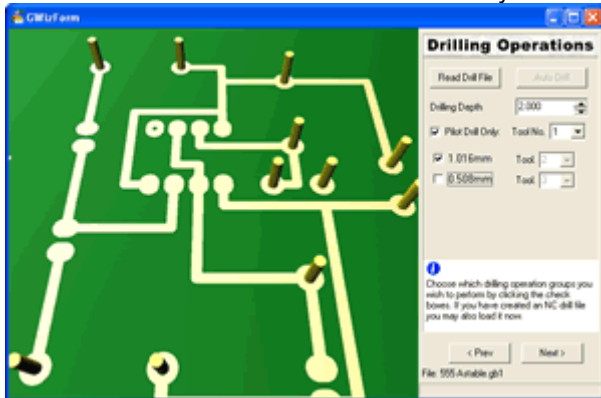 GWizForm
Drilling Operations
Read Drill File
Auto Drill
Drilling Depth
2.000
Pilot Drill Only:
Tool No.
1
1.016mm
Tool
2
0.508mm
Tool
3
Choose which drilling operation groups you
wish to perform by clicking the check
boxes. If you have created an NC drill file
you may also load it now.
< Prev
Next >
File: 555 Astable.gb1